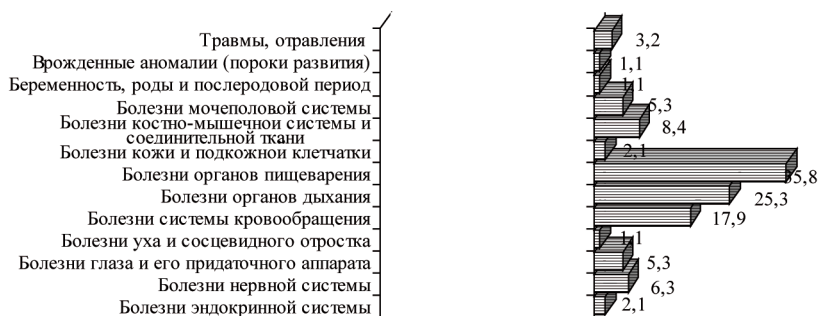 Травмы, отравления 3,2
Врожденные аномалии (пороки развития) 1,1
Беременность, роды и послеродовой период 1,1
Болезни мочеполовой системы 5,3
Болезни костно-мышечной системы и
соединительной ткани 8,4
Болезни кожи и подкожной клетчатки 2,1
Болезни органов пищеварения 35,8
Болезни органов дыхания 25,3
Болезни системы кровообращения 17,9
Болезни уха и сосцевидного отростка 1,1
Болезни глаза и его придаточного аппарата 5,3
Болезни нервной системы 6,3
Болезни эндокринной системы 2,1